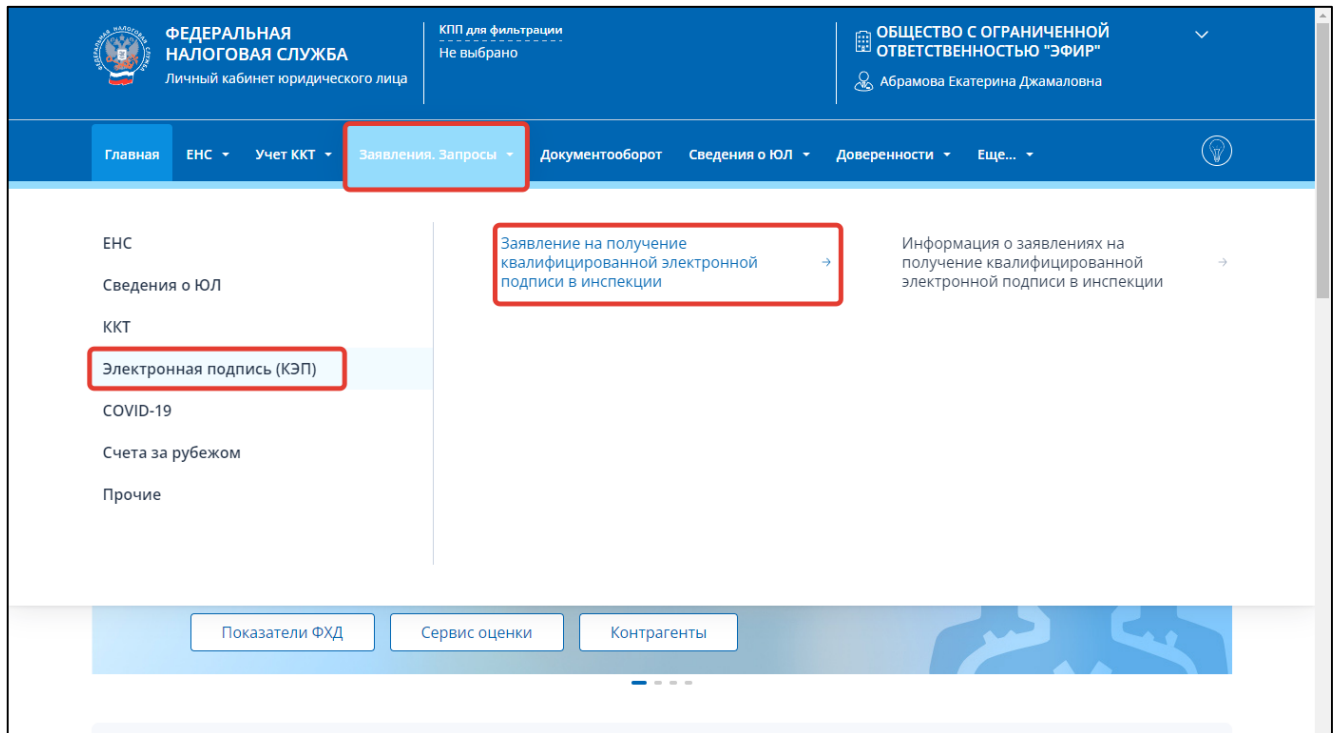 ФЕДЕРАЛЬНАЯ
НАЛОГОВАЯ СЛУЖБА
Личный кабинет юридического лица
КПП для фильтрации
Не выбрано
ОБЩЕСТВО С ОГРАНИЧЕННОЙ
ОТВЕТСТВЕННОСТЬЮ "ЭФИР"
Абрамова Екатерина Джамаловна
Главная ЕНС Учет ККТ Заявления. Запросы Документооборот Сведения о ЮЛ Доверенности Еще...
ЕНС
Сведения о ЮЛ
ККТ
Электронная подпись (КЭП)
COVID-19
Счета за рубежом
Прочие
Заявление на получение
квалифицированной электронной
подписи в инспекции
Информация о заявлениях на
получение квалифицированной
электронной подписи в инспекции
Показатели ФХД Сервис оценки Контрагенты